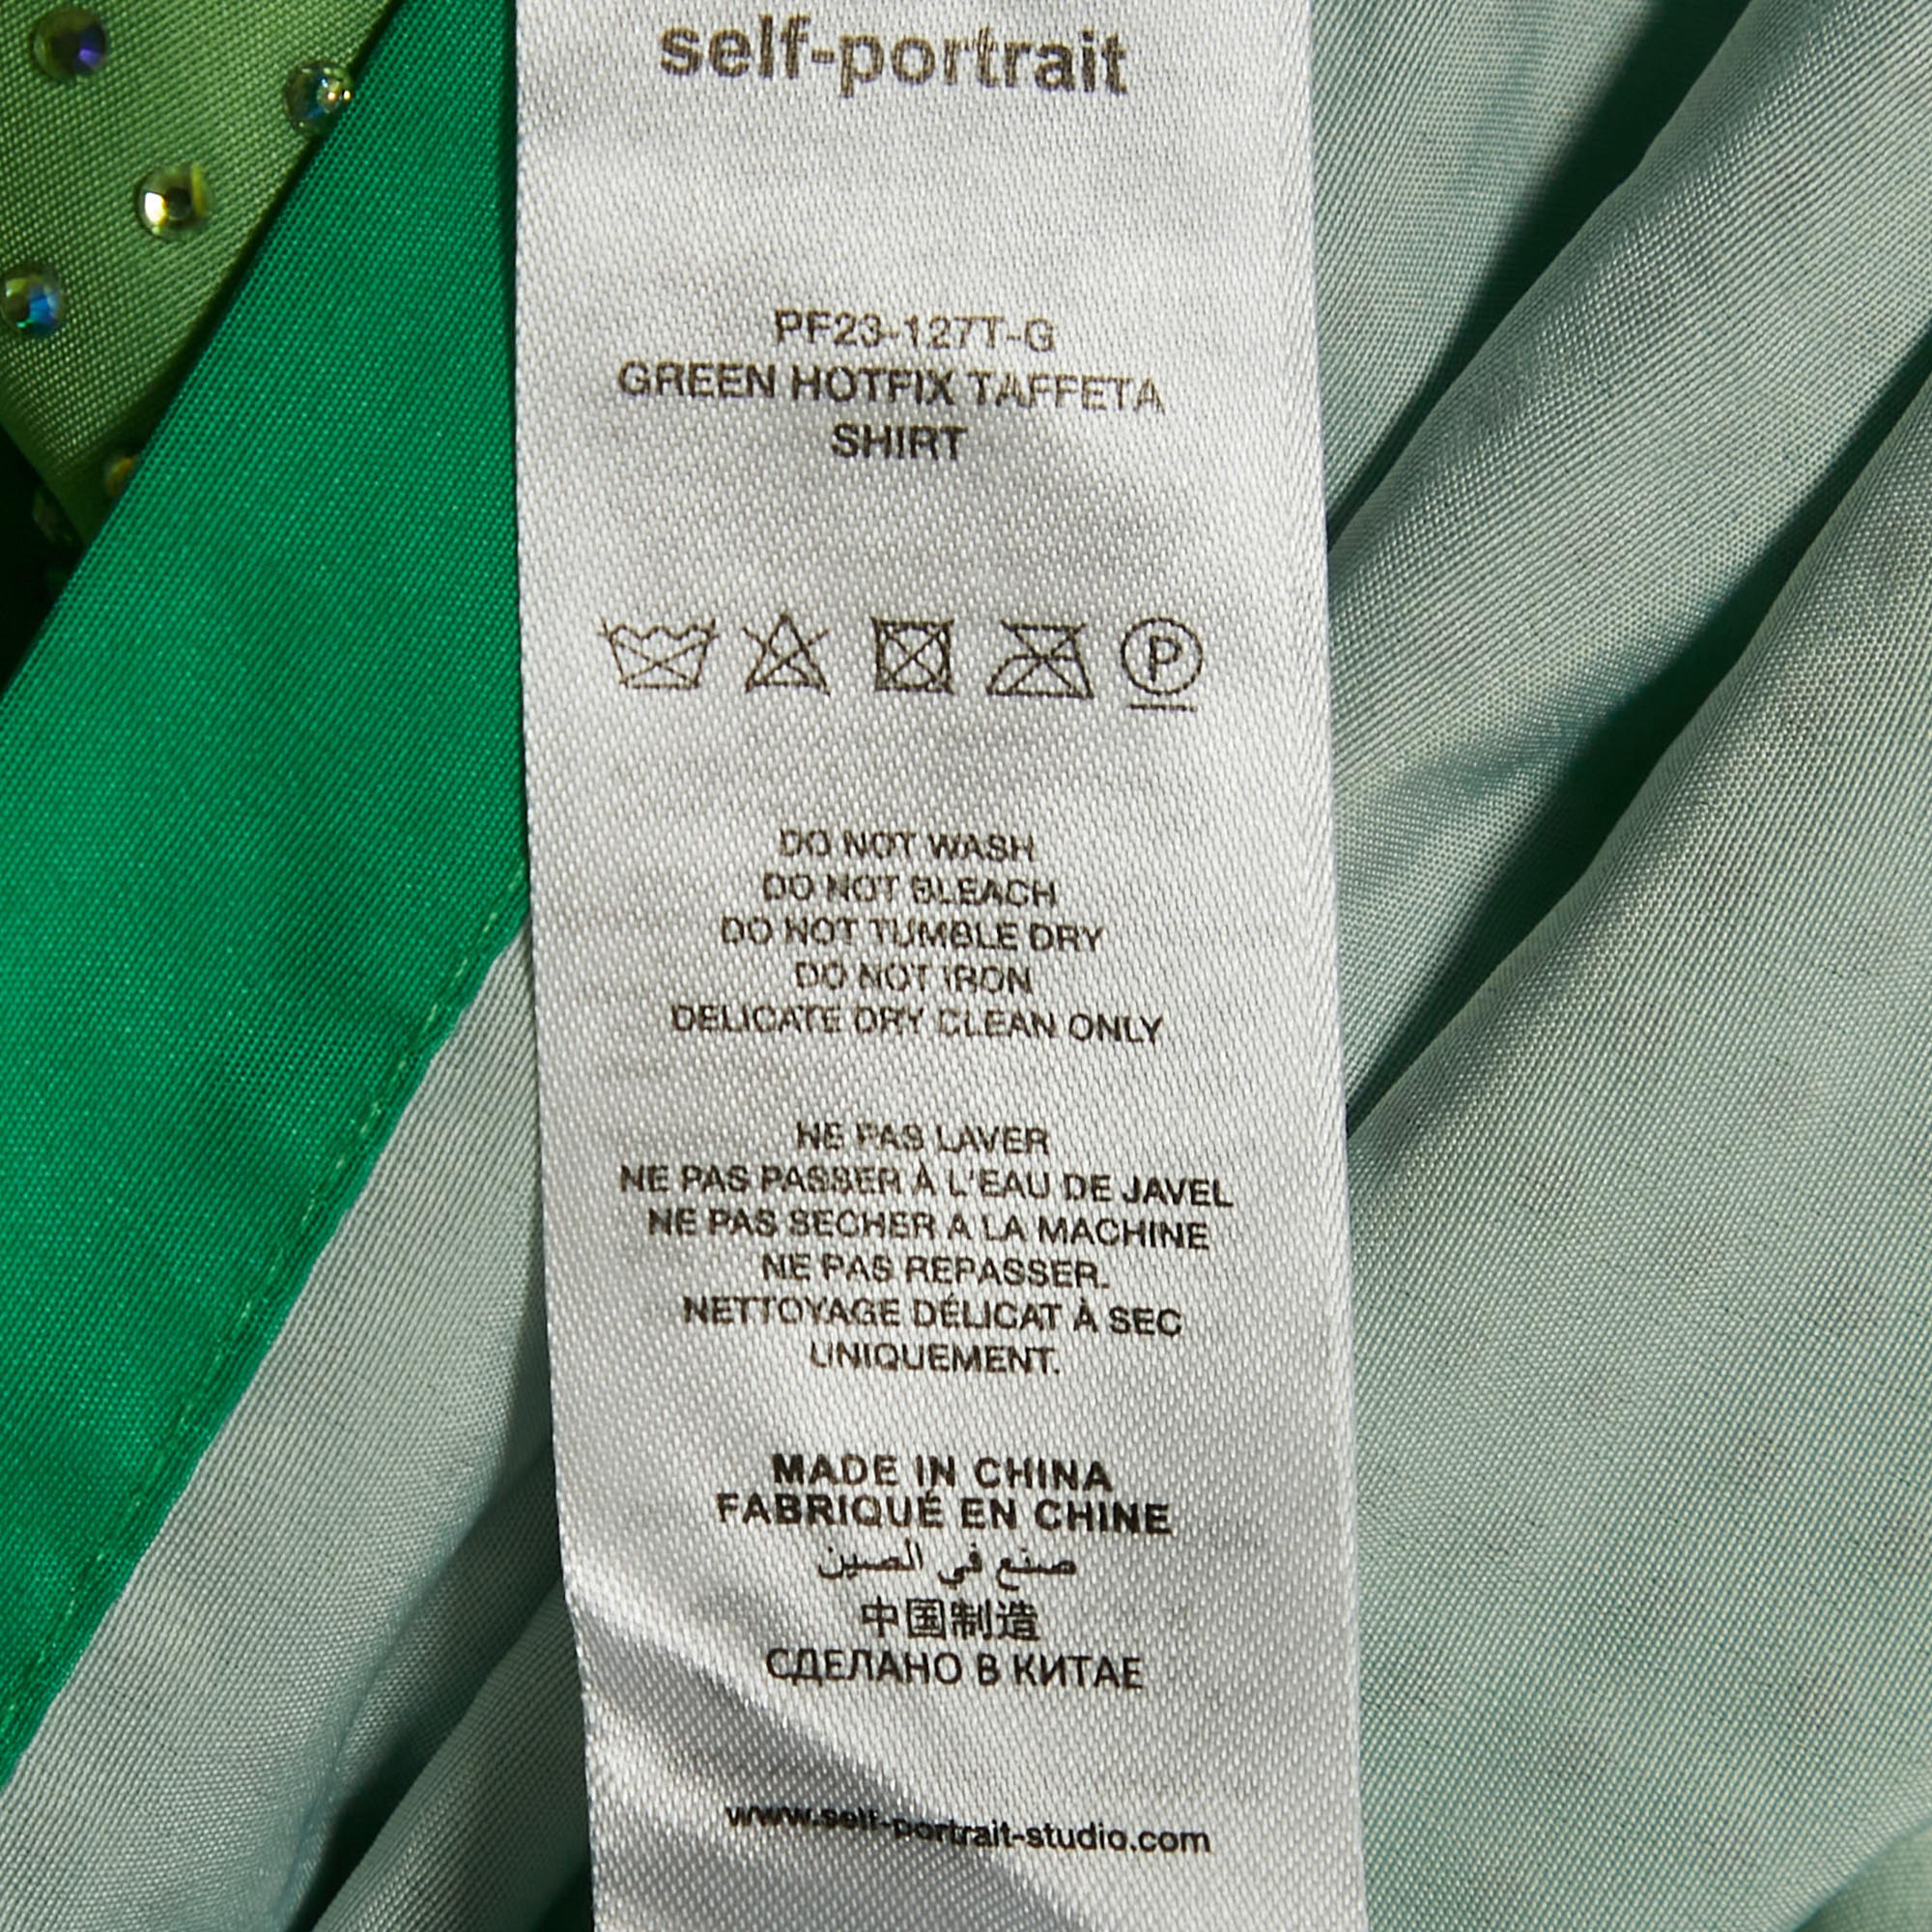 self-portrait
PF23-127T-G
GREEN HOTFIX TAFFETA
SHIRT
P
DO NOT WASH
DO NOT BLEACH
DO NOT TUMBLE DRY
DO NOT IRON
DELICATE DRY CLEAN ONLY
NE PAS LAVER
NE PAS PASSER À L'EAU DE JAVEL
NE PAS SECHER A LA MACHINE
NE PAS REPASSER.
NETTOYAGE DÉLICAT À SEC
UNIQUEMENT.
MADE IN CHINA
FABRIQUÉ EN CHINE
صنع في الصين
中国制造
СДЕЛАНО В КИТАЕ
www.self-portrait-studio.com